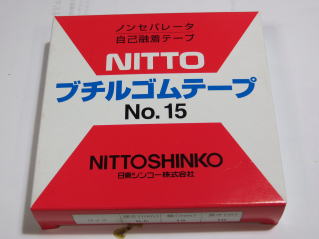 ノンセパレータ
自己融着テープ
NITTO
ブチルゴムテープ
No.15
NITTOSHINKO
日東シンコー株式会社